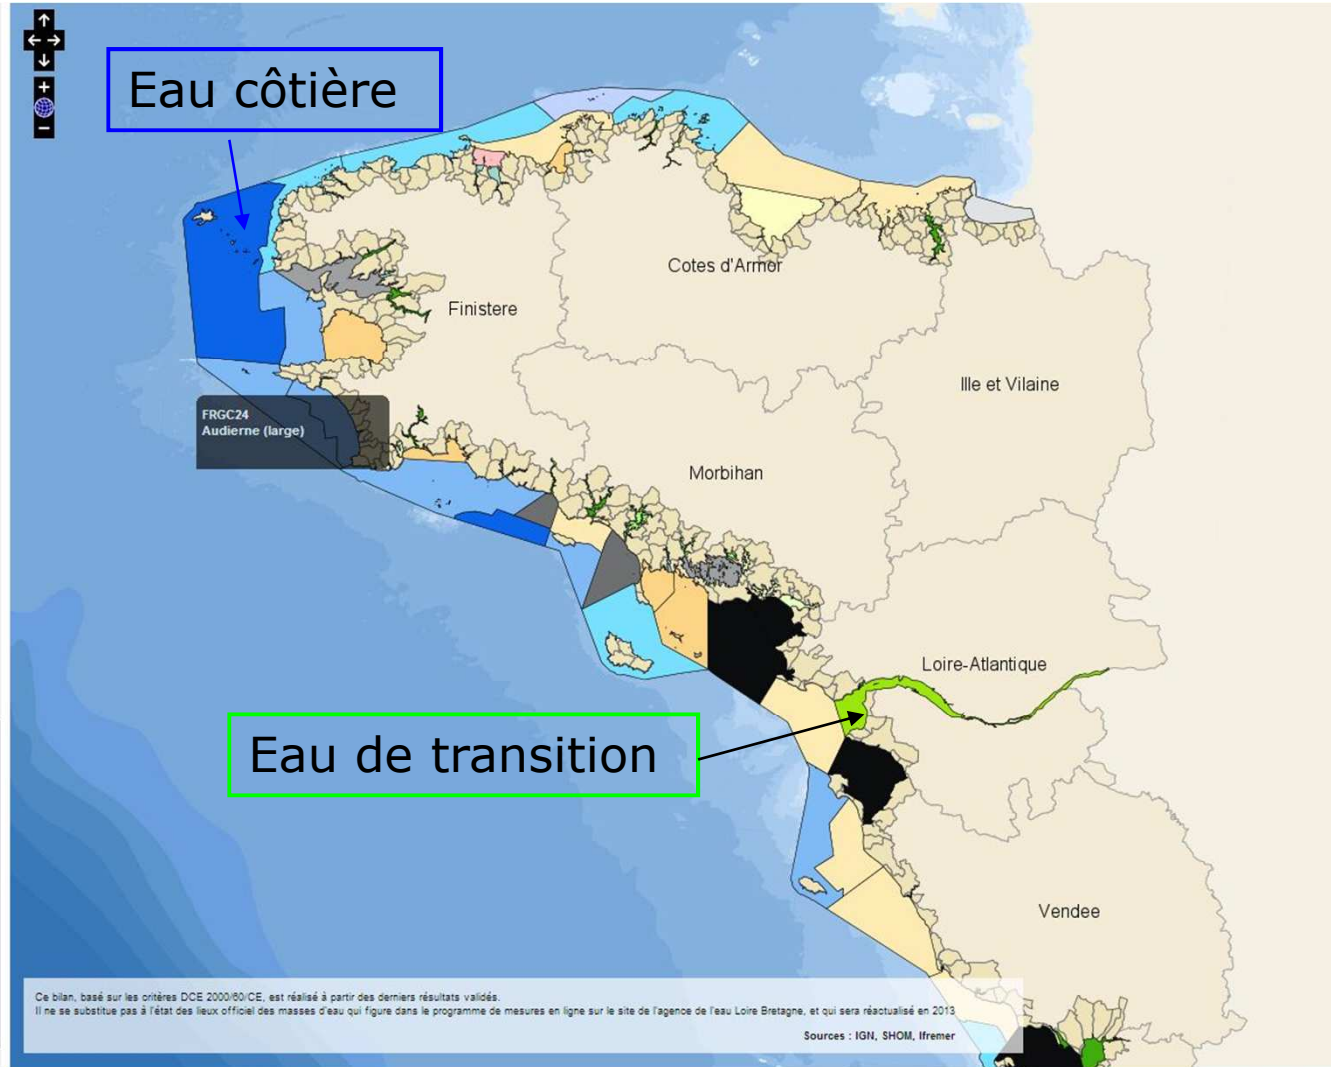 Eau côtière
Cotes d'Armor
Finistere
Ille et Vilaine
FRGC24
Audierne (large)
Morbihan
Loire-Atlantique
Eau de transition
Vendee
Ce bilan, basé sur les critères DCE 2000/60/CE, est réalisé à partir des derniers résultats validés.
Il ne se substitue pas à l'état des lieux officiel des masses d'eau qui figure dans le programme de mesures en ligne sur le site de l'agence de l'eau Loire Bretagne, et qui sera réactualisé en 2013
Sources : IGN, SHOM, Ifremer